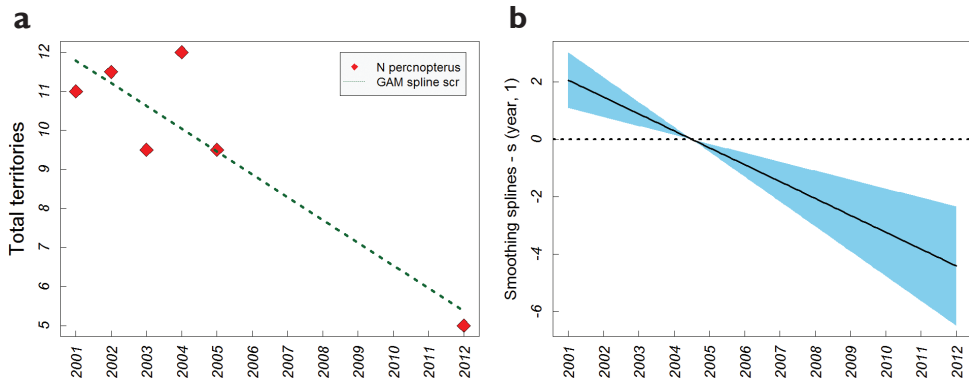 a
Total territories
12
11
10
9
8
7
6
5
N percnopterus
GAM spline scr
2001 2002 2003 2004 2005 2006 2007 2008 2009 2010 2011 2012
b
Smoothing splines - s (year, 1)
2
0
-2
-4
-6
2001 2002 2003 2004 2005 2006 2007 2008 2009 2010 2011 2012